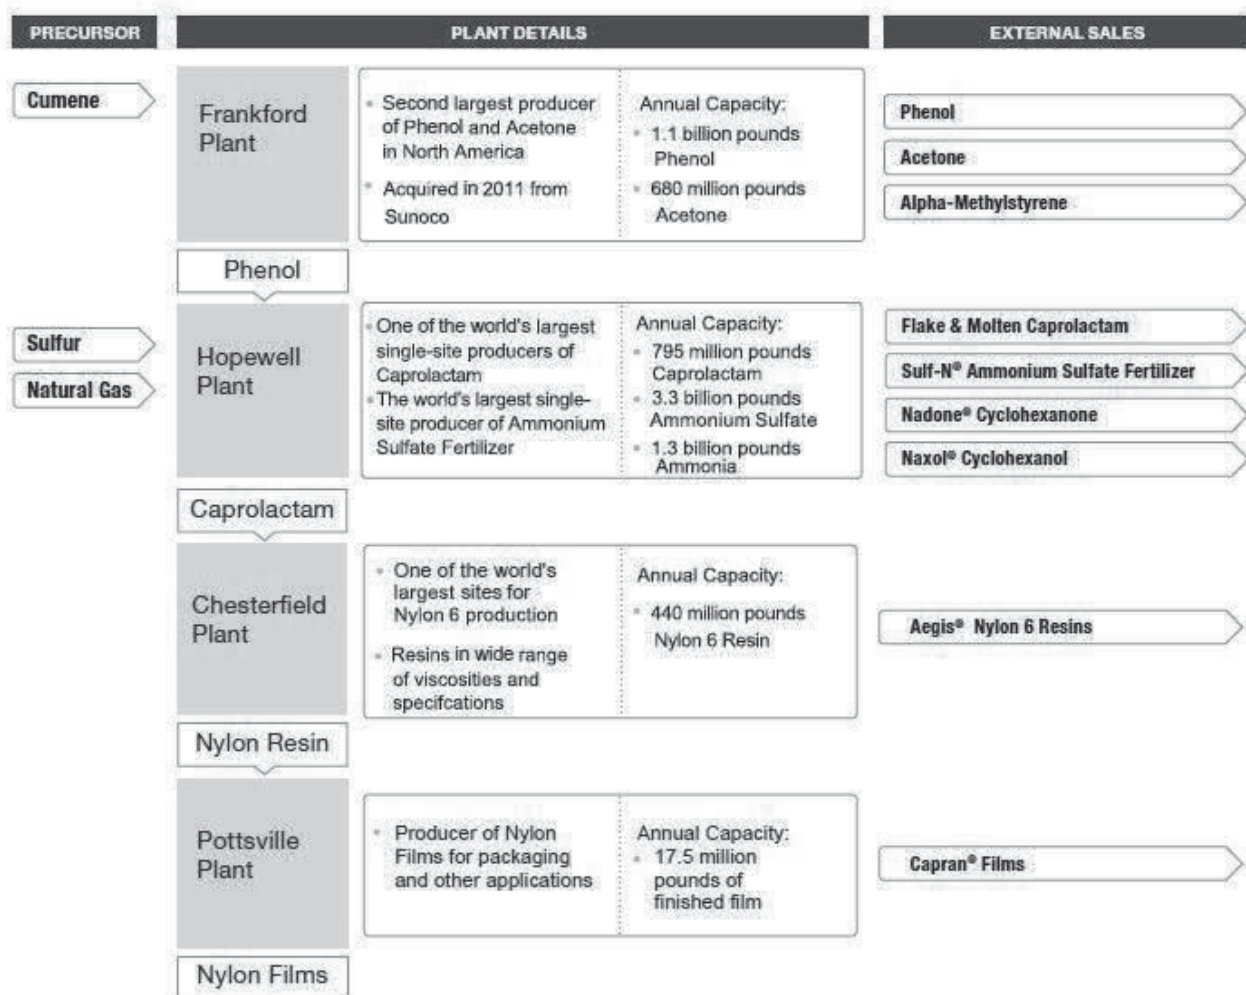 PRECURSOR
PLANT DETAILS
EXTERNAL SALES
Cumene
Frankford
Plant
• Second largest producer
of Phenol and Acetone
in North America
• Acquired in 2011 from
Sunoco
Annual Capacity:
• 1.1 billion pounds
Phenol
• 680 million pounds
Acetone
Phenol
Acetone
Alpha-Methylstyrene
Phenol
Sulfur
Natural Gas
Hopewell
Plant
• One of the world's largest
single-site producers of
Caprolactam
• The world's largest single-
site producer of Ammonium
Sulfate Fertilizer
Annual Capacity:
• 795 million pounds
Caprolactam
• 3.3 billion pounds
Ammonium Sulfate
• 1.3 billion pounds
Ammonia
Flake & Molten Caprolactam
Sulf-N® Ammonium Sulfate Fertilizer
Nadone® Cyclohexanone
Naxol® Cyclohexanol
Caprolactam
Chesterfield
Plant
• One of the world's
largest sites for
Nylon 6 production
• Resins in wide range
of viscosities and
specifcations
Annual Capacity:
• 440 million pounds
Nylon 6 Resin
Aegis® Nylon 6 Resins
Nylon Resin
Pottsville
Plant
• Producer of Nylon
Films for packaging
and other applications
Annual Capacity:
• 17.5 million
pounds of
finished film
Capran® Films
Nylon Films